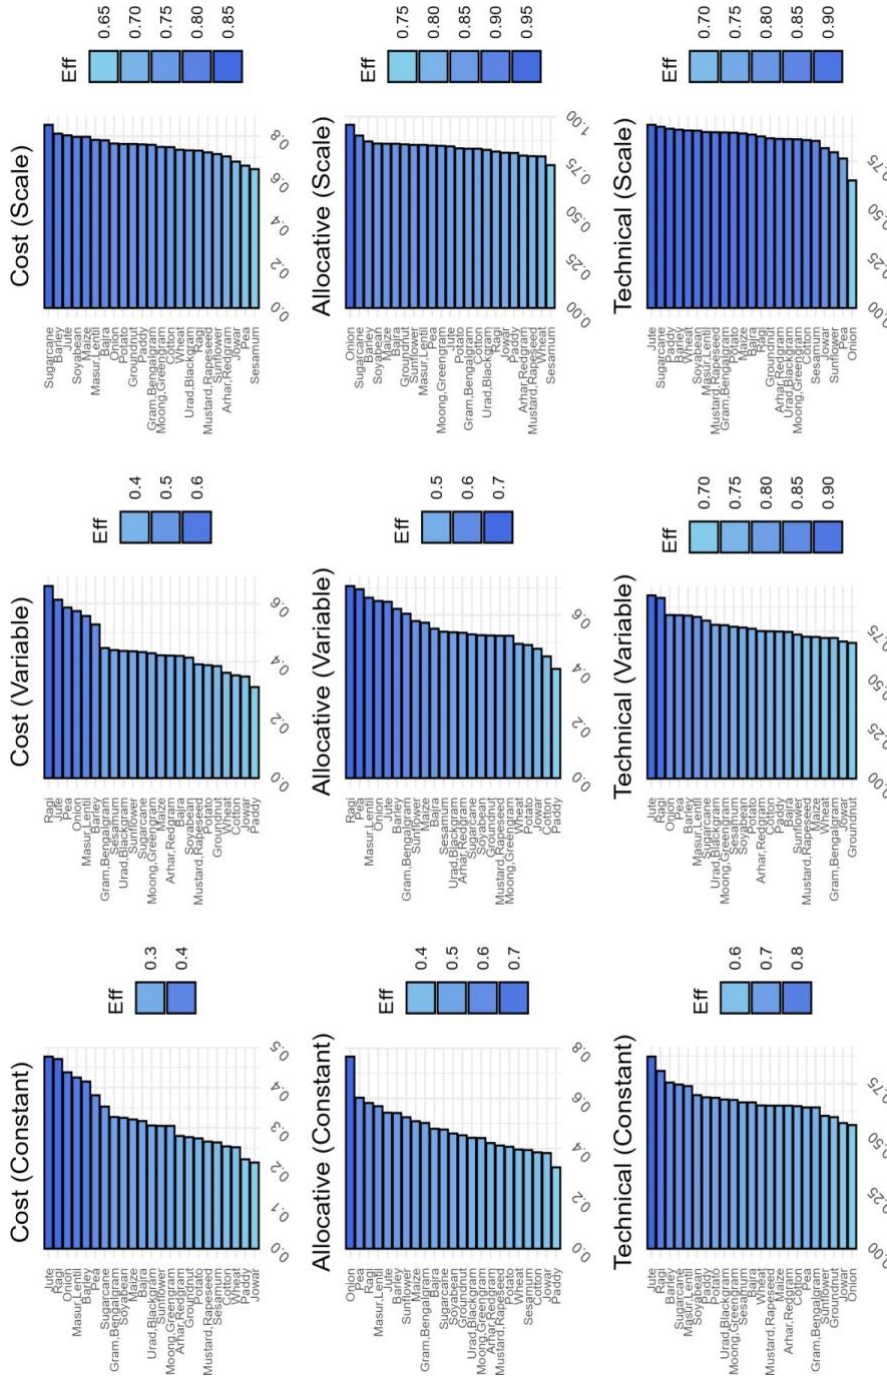 Cost (Constant)
Jute
Ragi
Onion
Masur,Lentil
Barley
Pea
Sugarcane
Gram,Bengalgram
Soyabean
Maize
Bajra
Urad,Blackgram
Sunflower
Moong,Greengram
Arhar,Redgram
Groundnut
Potato
Mustard,Rapeseed
Sesamum
Cotton
Wheat
Paddy
Jowar
0.0 0.1 0.2 0.3 0.4 0.5
Eff
0.3
0.4
Cost (Variable)
Ragi
Jute
Pea
Onion
Masur,Lentil
Barley
Gram,Bengalgram
Sesamum
Urad,Blackgram
Sunflower
Sugarcane
Moong,Greengram
Maize
Arhar,Redgram
Bajra
Soyabean
Mustard,Rapeseed
Potato
Groundnut
Wheat
Cotton
Jowar
Paddy
0.0 0.2 0.4 0.6
Eff
0.4
0.5
0.6
Cost (Scale)
Sugarcane
Barley
Jute
Soyabean
Maize
Masur,Lentil
Bajra
Onion
Potato
Groundnut
Paddy
Gram,Bengalgram
Moong,Greengram
Cotton
Wheat
Urad,Blackgram
Ragi
Mustard,Rapeseed
Sunflower
Arhar,Redgram
Jowar
Pea
Sesamum
0.0 0.2 0.4 0.6 0.8
Eff
0.65
0.70
0.75
0.80
0.85
Allocative (Constant)
Onion
Pea
Ragi
Masur,Lentil
Jute
Barley
Sunflower
Maize
Gram,Bengalgram
Bajra
Sugarcane
Soyabean
Groundnut
Urad,Blackgram
Moong,Greengram
Arhar,Redgram
Mustard,Rapeseed
Potato
Wheat
Sesamum
Cotton
Jowar
Paddy
0.0 0.2 0.4 0.6 0.8
Eff
0.4
0.5
0.6
0.7
Allocative (Variable)
Ragi
Pea
Masur,Lentil
Onion
Jute
Barley
Gram,Bengalgram
Sunflower
Maize
Bajra
Sesamum
Urad,Blackgram
Arhar,Redgram
Sugarcane
Soyabean
Groundnut
Mustard,Rapeseed
Moong,Greengram
Wheat
Potato
Jowar
Cotton
Paddy
0.0 0.2 0.4 0.6
Eff
0.5
0.6
0.7
Allocative (Scale)
Onion
Sugarcane
Barley
Soyabean
Maize
Bajra
Groundnut
Sunflower
Masur,Lentil
Pea
Moong,Greengram
Jute
Potato
Gram,Bengalgram
Cotton
Urad,Blackgram
Ragi
Jowar
Paddy
Arhar,Redgram
Mustard,Rapeseed
Wheat
Sesamum
0.00 0.25 0.50 0.75 1.00
Eff
0.75
0.80
0.85
0.90
0.95
Technical (Constant)
Jute
Ragi
Barley
Sugarcane
Masur,Lentil
Soyabean
Paddy
Potato
Urad,Blackgram
Moong,Greengram
Sesamum
Bajra
Wheat
Mustard,Rapeseed
Maize
Arhar,Redgram
Cotton
Pea
Gram,Bengalgram
Sunflower
Groundnut
Jowar
Onion
0.00 0.25 0.50 0.75
Eff
0.6
0.7
0.8
Technical (Variable)
Jute
Ragi
Onion
Pea
Barley
Masur,Lentil
Sugarcane
Urad,Blackgram
Moong,Greengram
Sesamum
Soyabean
Potato
Arhar,Redgram
Cotton
Paddy
Bajra
Sunflower
Mustard,Rapeseed
Maize
Wheat
Gram,Bengalgram
Jowar
Groundnut
0.00 0.25 0.50 0.75
Eff
0.70
0.75
0.80
0.85
0.90
Technical (Scale)
Jute
Sugarcane
Paddy
Barley
Wheat
Soyabean
Masur,Lentil
Mustard,Rapeseed
Gram,Bengalgram
Potato
Maize
Bajra
Ragi
Groundnut
Arhar,Redgram
Urad,Blackgram
Moong,Greengram
Cotton
Sesamum
Jowar
Sunflower
Pea
Onion
0.00 0.25 0.50 0.75
Eff
0.70
0.75
0.80
0.85
0.90